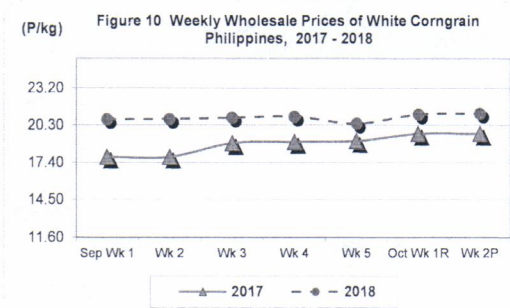 Figure 10 Weekly Wholesale Prices of White Corngrain
Philippines, 2017 - 2018
(P/kg)
23.20
20.30
17.40
14.50
11.60
Sep Wk 1 Wk 2 Wk 3 Wk 4 Wk 5 Oct Wk 1R Wk 2P
2017 2018